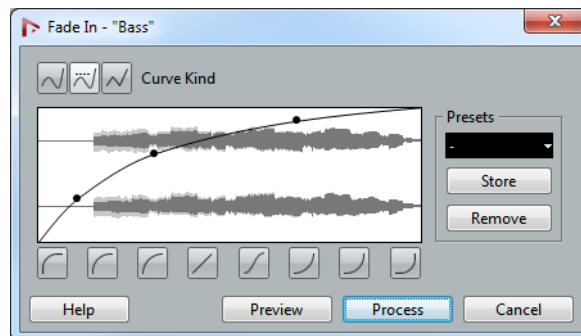 Fade In - "Bass"
Curve Kind
Presets
-
Store
Remove
Help
Preview
Process
Cancel